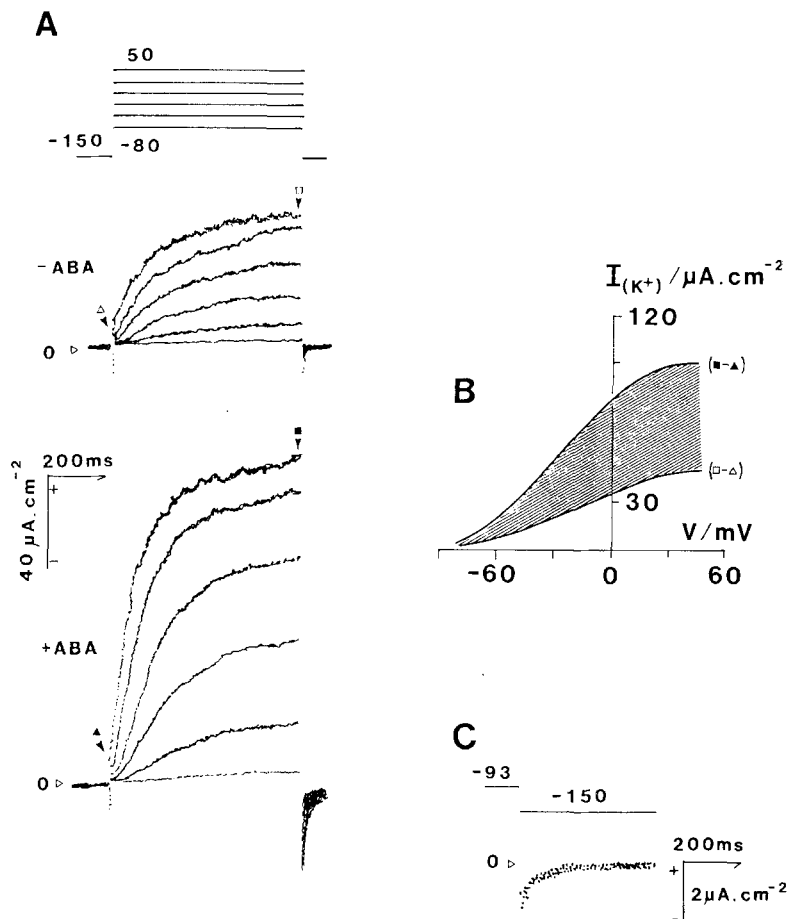 A
50
-150
-80
□
-ABA
△
0 ▷
■
200ms
+
-
40 μA.cm⁻²
+ABA
▲
0 ▷
B
I(K⁺)/μA.cm⁻²
120
(■-▲)
(□-△)
30
V/mV
-60
0
60
C
-93
-150
0 ▷
200ms
+
2μA.cm⁻²